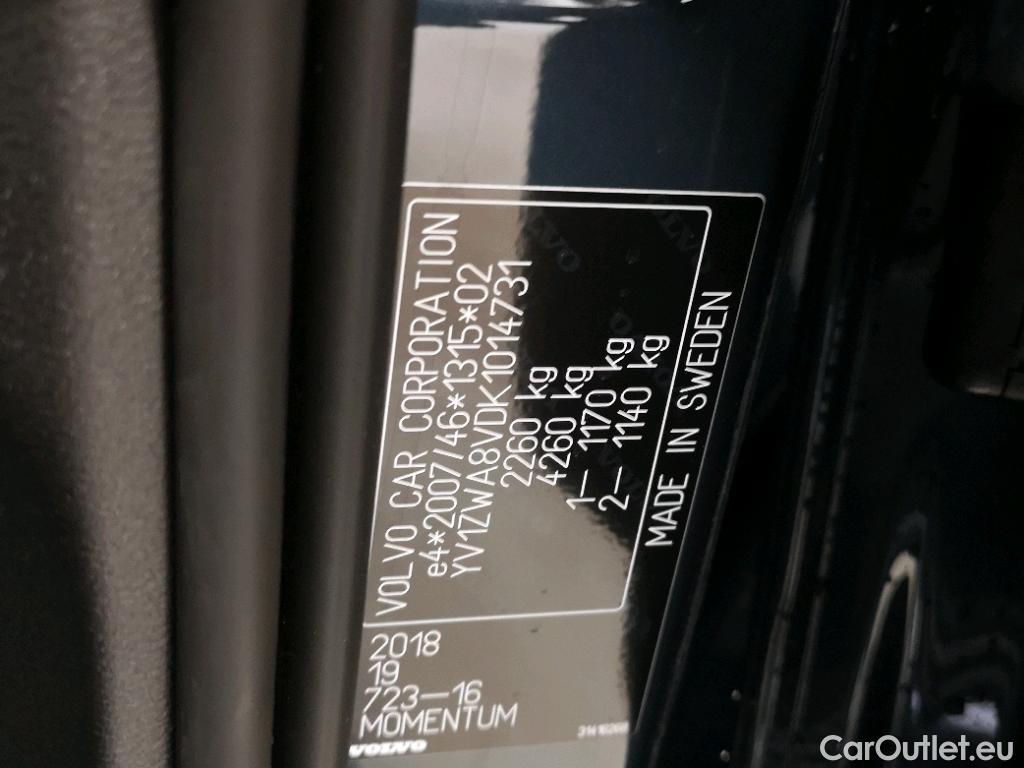 VOLVO CAR CORPORATION
e4*2007/46*1315*02
YV1ZWA8VDK1014731
2260 kg
4260 kg
1– 1170 kg
2– 1140 kg
MADE IN SWEDEN
2018
19
723–16
MOMENTUM
VOLVO
CarOutlet.eu